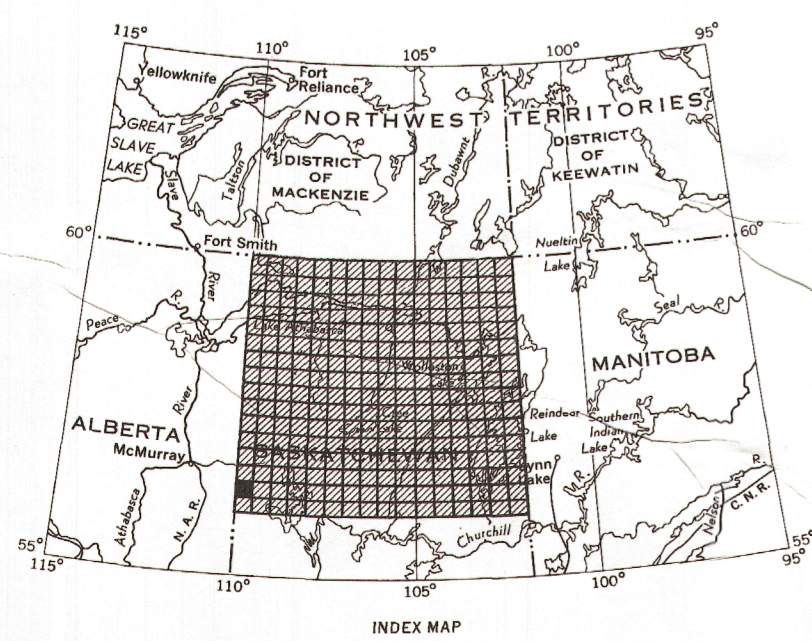 115°
110°
105°
100°
95°
Yellowknife
Fort
Reliance
R.
NORTHWEST TERRITORIES
GREAT
SLAVE
LAKE
Slave
Taltson
R.
DISTRICT
OF
MACKENZIE
Dubawnt
DISTRICT
OF
KEEWATIN
60°
Fort Smith
60°
Nueltin
Lake
River
Peace
R.
Lake Athabasca
Seal R.
Wollaston
Lake
MANITOBA
River
ALBERTA
McMurray
Cree
Reindeer
Lake
Southern
Indian
Lake
SASKATCHEWAN
Lynn
Lake
Athabasca
N. A. R.
Churchill
M.R.
Nelson
R.
C.N.R.
55°
115°
110°
105°
100°
55°
95°
INDEX MAP